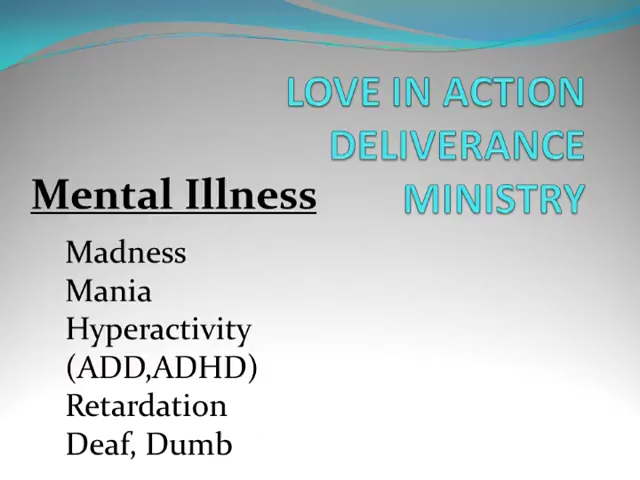 LOVE IN ACTION
DELIVERANCE
MINISTRY
Mental Illness
Madness
Mania
Hyperactivity
(ADD,ADHD)
Retardation
Deaf, Dumb